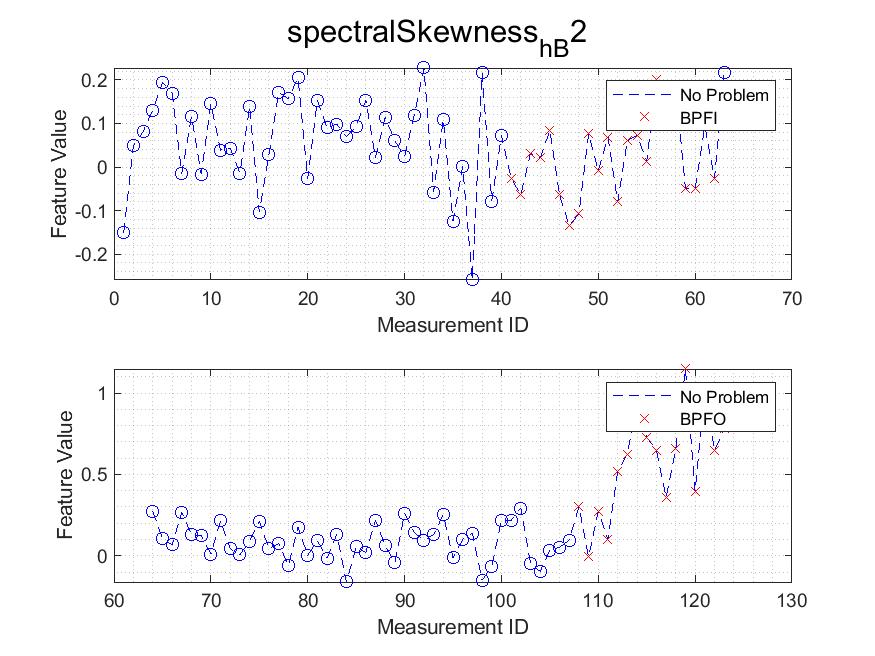 spectralSkewness_hB2
No Problem
BPFI
Feature Value
0.2
0.1
0
-0.1
-0.2
0 10 20 30 40 50 60 70
Measurement ID
No Problem
BPFO
Feature Value
1
0.5
0
60 70 80 90 100 110 120 130
Measurement ID